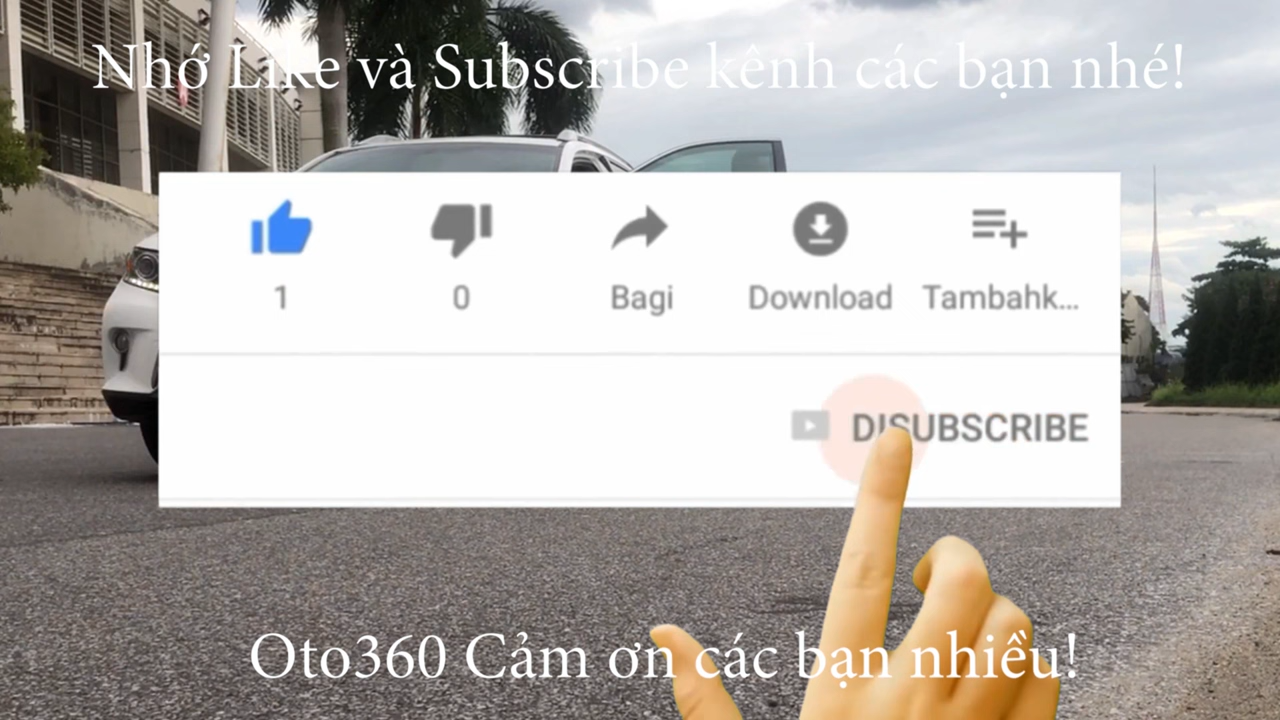 Nhớ Like và Subscribe kênh các bạn nhé!
1
0
Bagi
Download
Tambahk...
DISUBSCRIBE
Oto360 Cảm ơn các bạn nhiều!